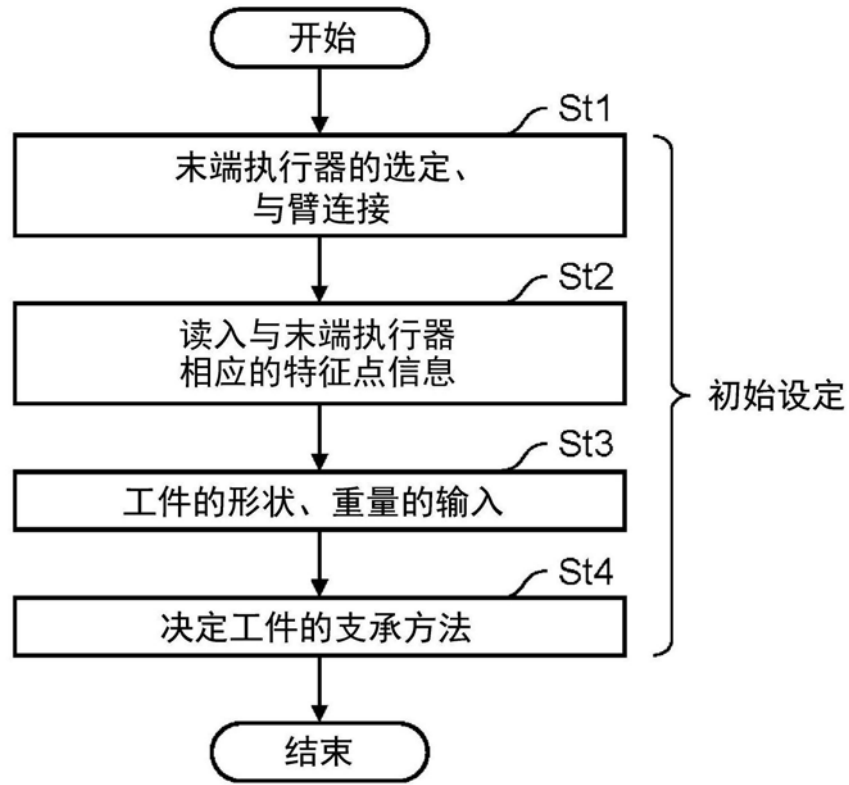 开始
St1
末端执行器的选定、
与臂连接
St2
读入与末端执行器
相应的特征点信息
初始设定
St3
工件的形状、重量的输入
St4
决定工件的支承方法
结束